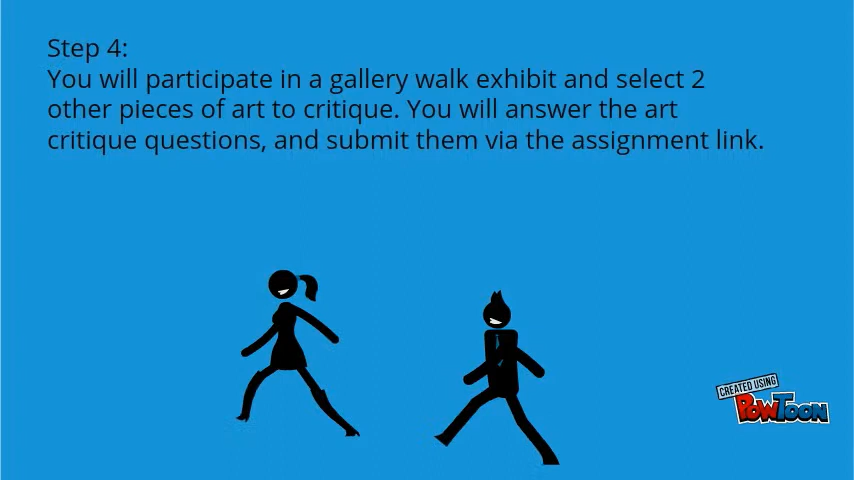 Step 4:
You will participate in a gallery walk exhibit and select 2
other pieces of art to critique. You will answer the art
critique questions, and submit them via the assignment link.
CREATED USING
POWTOON